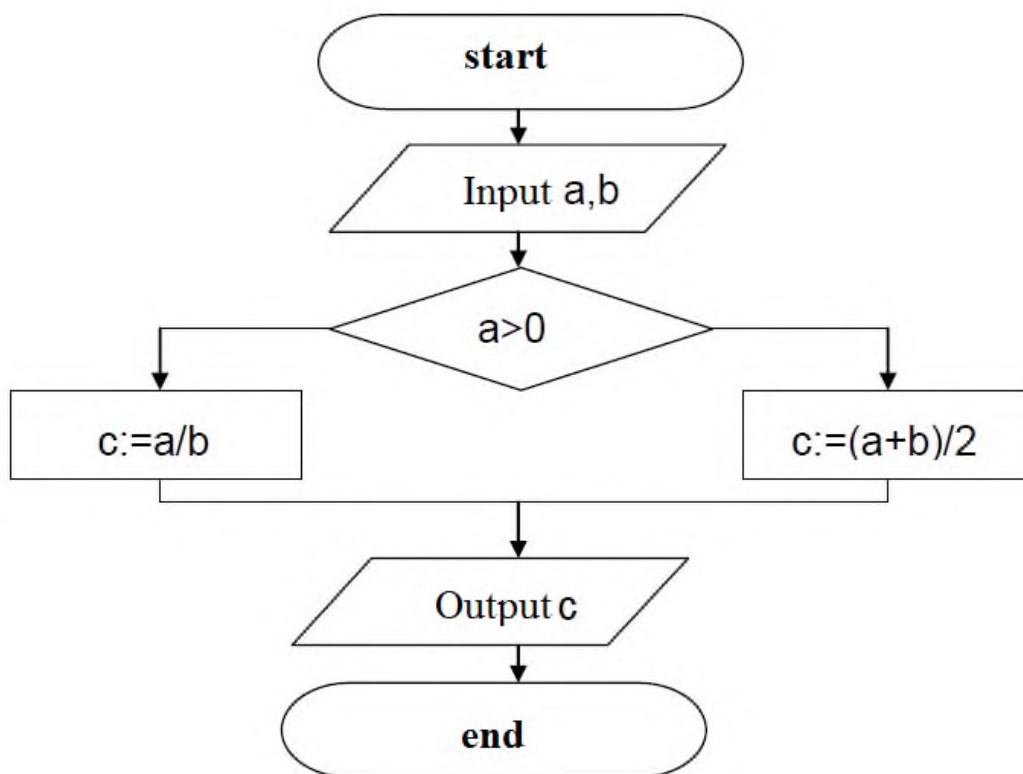 start
Input a,b
a>0
c:=a/b
c:=(a+b)/2
Output c
end